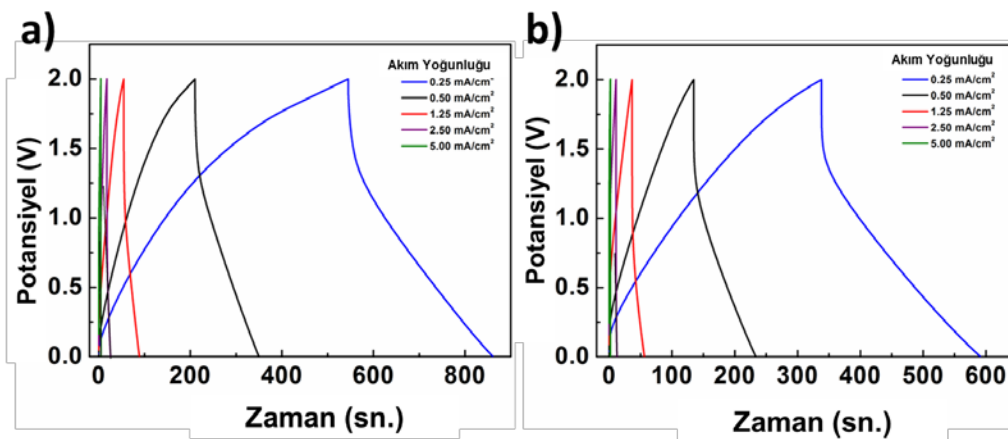 a)
Akım Yoğunluğu
0.25 mA/cm⁻
0.50 mA/cm²
1.25 mA/cm²
2.50 mA/cm²
5.00 mA/cm²
Potansiyel (V)
2.0
1.5
1.0
0.5
0.0
0 200 400 600 800
Zaman (sn.)
b)
Akım Yoğunluğu
0.25 mA/cm²
0.50 mA/cm²
1.25 mA/cm²
2.50 mA/cm²
5.00 mA/cm²
Potansiyel (V)
2.0
1.5
1.0
0.5
0.0
0 100 200 300 400 500 600
Zaman (sn.)